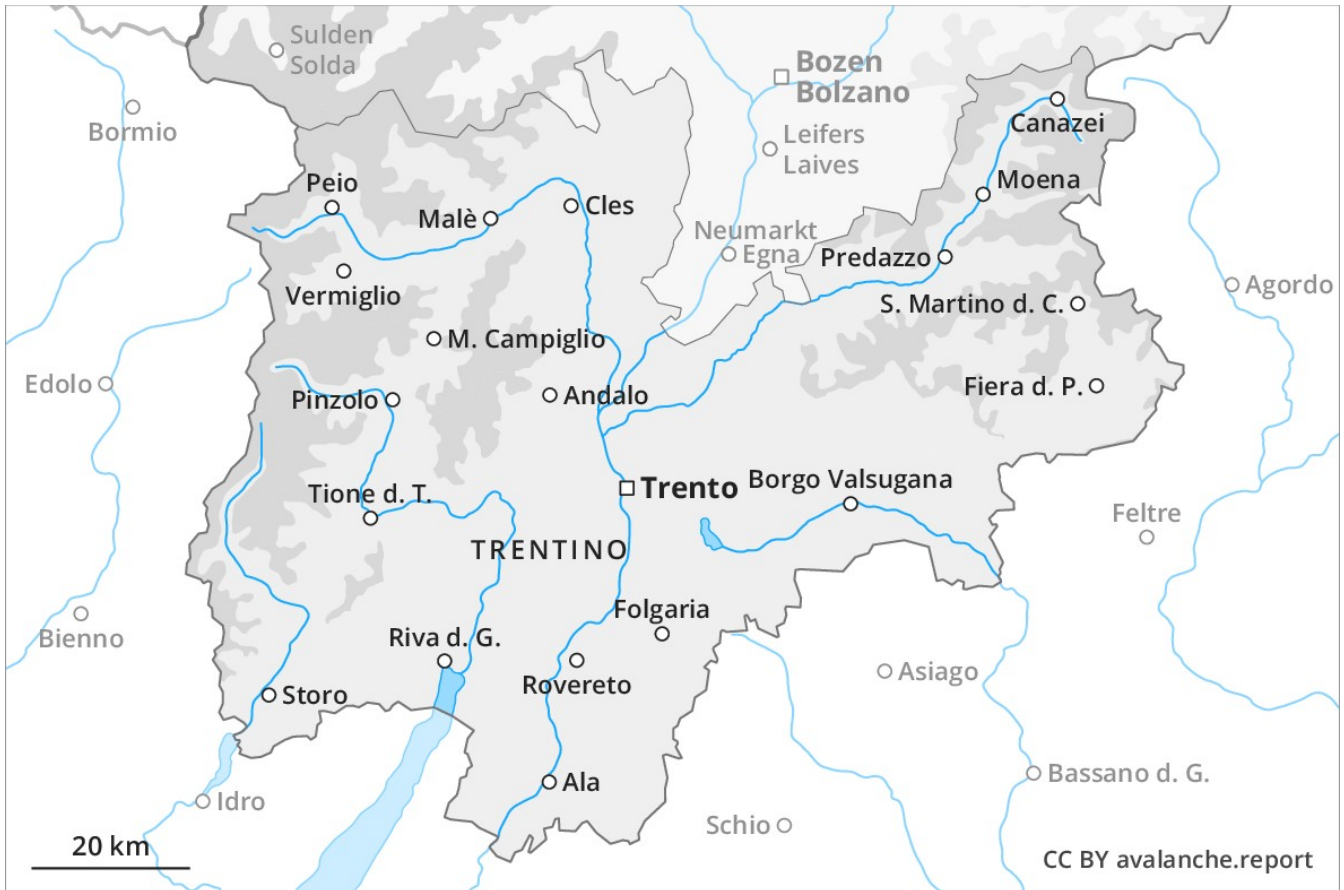 Sulden
Solda
Bozen
Bolzano
Bormio
Canazei
Leifers
Laives
Peio
Moena
Malè
Cles
Neumarkt
Egna
Predazzo
Vermiglio
S. Martino d. C.
Agordo
M. Campiglio
Edolo
Pinzolo
Andalo
Fiera d. P.
Tione d. T.
Trento
Borgo Valsugana
Feltre
TRENTINO
Folgaria
Bienno
Riva d. G.
Asiago
Rovereto
Storo
Bassano d. G.
Ala
Idro
Schio
20 km
CC BY avalanche.report